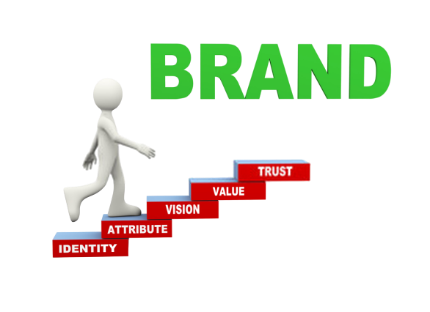 BRAND
TRUST
VALUE
VISION
ATTRIBUTE
IDENTITY